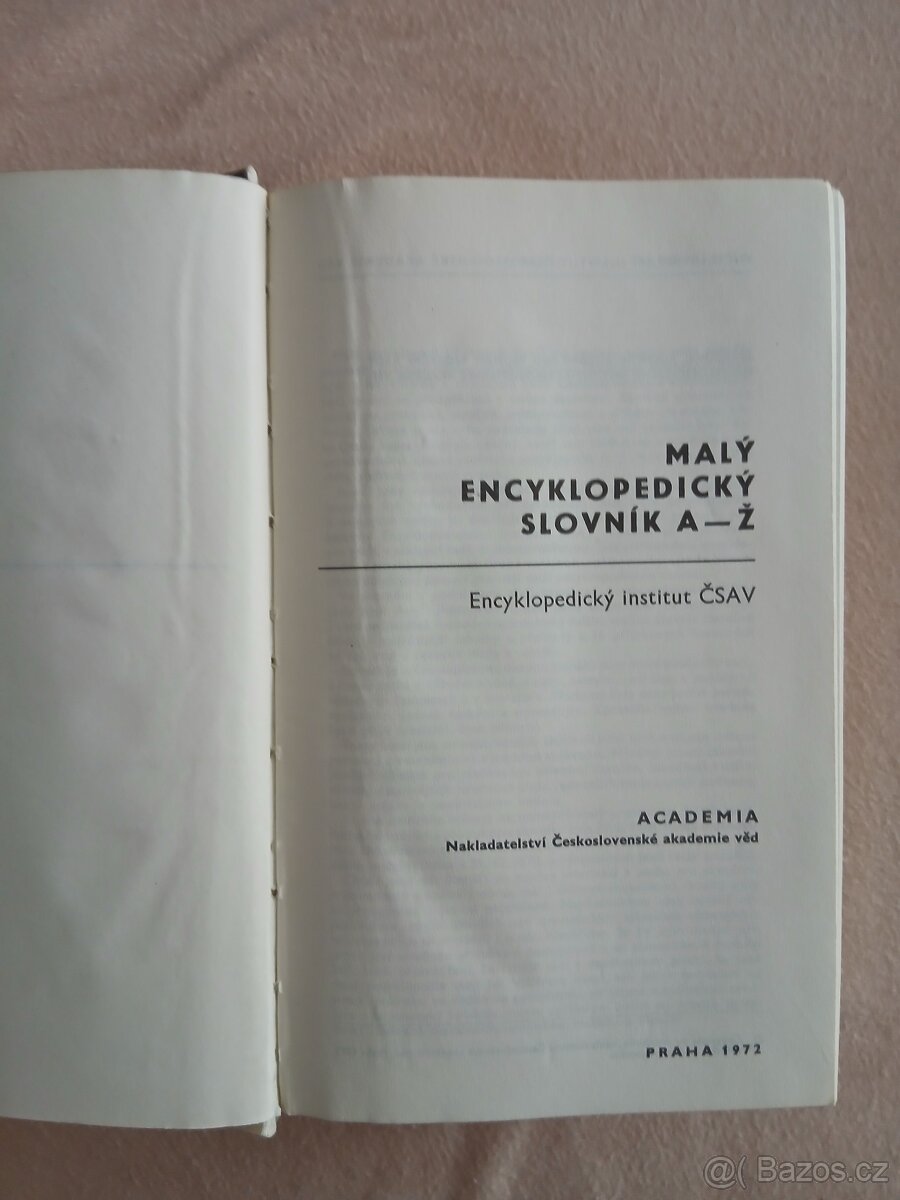 MALÝ
ENCYKLOPEDICKÝ
SLOVNÍK A—Ž
Encyklopedický institut ČSAV
ACADEMIA
Nakladatelství Československé akademie věd
PRAHA 1972
@( Bazos.cz